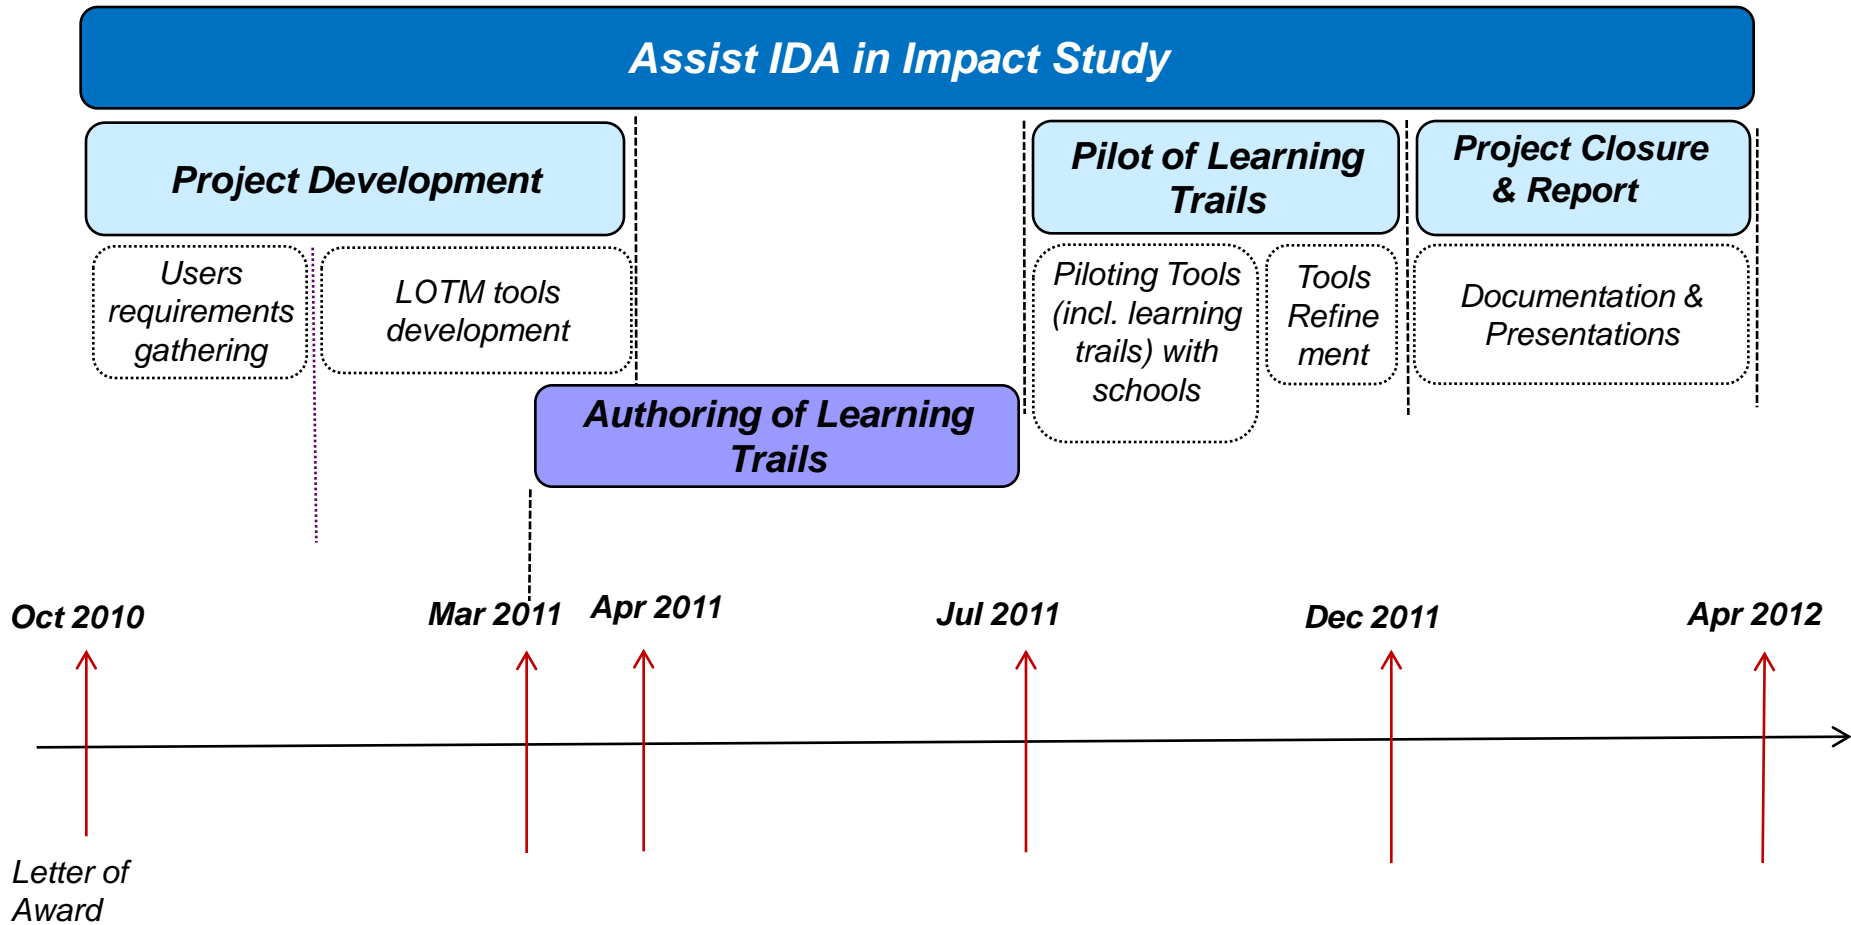 Assist IDA in Impact Study
Project Development
Pilot of Learning
Trails
Project Closure
& Report
Users
requirements
gathering
LOTM tools
development
Piloting Tools
(incl. learning
trails) with
schools
Tools
Refine
ment
Documentation &
Presentations
Authoring of Learning
Trails
Oct 2010
Mar 2011
Apr 2011
Jul 2011
Dec 2011
Apr 2012
Letter of
Award